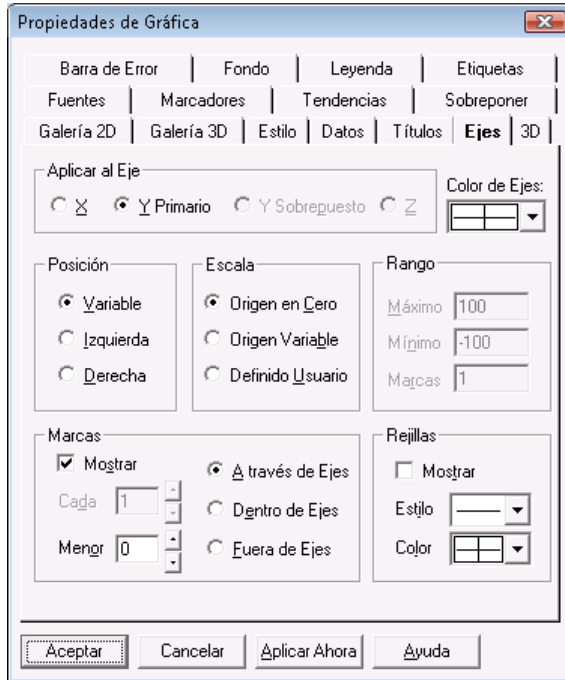 Propiedades de Gráfica
Barra de Error Fondo Leyenda Etiquetas
Fuentes Marcadores Tendencias Sobreponer
Galería 2D Galería 3D Estilo Datos Títulos Ejes 3D
Aplicar al Eje
X Y Primario Y Sobrepuesto Z
Color de Ejes:
Posición
Variable
Izquierda
Derecha
Escala
Origen en Cero
Origen Variable
Definido Usuario
Rango
Máximo 100
Mínimo -100
Marcas 1
Marcas
Mostrar
Cada 1
Menor 0
A través de Ejes
Dentro de Ejes
Fuera de Ejes
Rejillas
Mostrar
Estilo
Color
Aceptar Cancelar Aplicar Ahora Ayuda